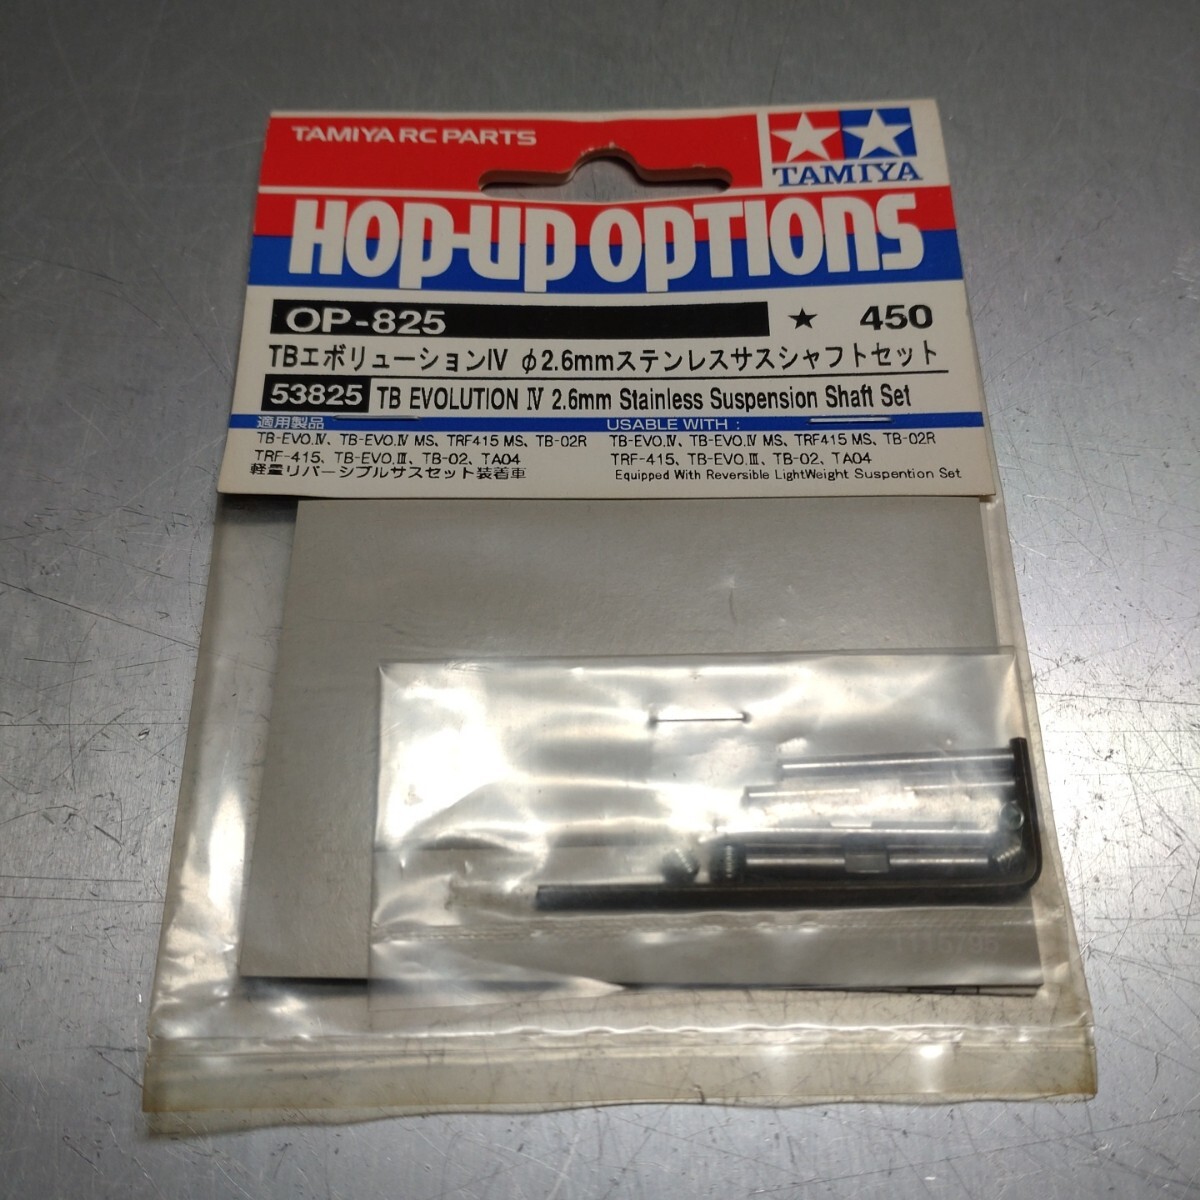 TAMIYA RC PARTS
TAMIYA
HOP-UP OPTIONS
OP-825 ★ 450
TBエボリューションIV φ2.6mmステンレスサスシャフトセット
53825 TB EVOLUTION Ⅳ 2.6mm Stainless Suspension Shaft Set
適用製品
TB-EVO.Ⅳ、TB-EVO.Ⅳ MS、TRF415 MS、TB-02R
TRF-415、TB-EVO.Ⅲ、TB-02、TA04
軽量リバーシブルサスセット装着車
USABLE WITH :
TB-EVO.Ⅳ、TB-EVO.Ⅳ MS、TRF415 MS、TB-02R
TRF-415、TB-EVO.Ⅲ、TB-02、TA04
Equipped With Reversible LightWeight Suspention Set